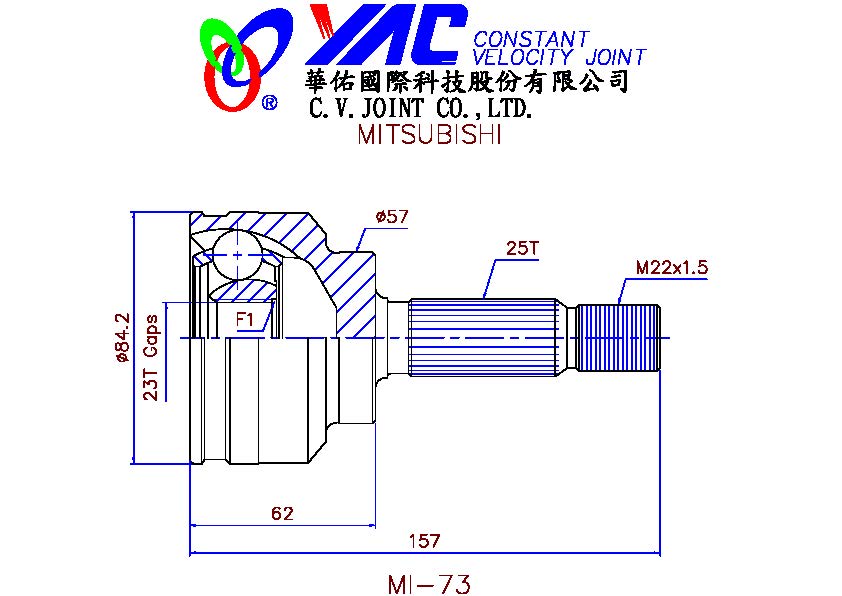 YAC CONSTANT
VELOCITY JOINT
®
華佑國際科技股份有限公司
C.V.JOINT CO.,LTD.
MITSUBISHI
ø57
25T
M22x1.5
F1
ø84.2
23T Gaps
62
157
MI-73